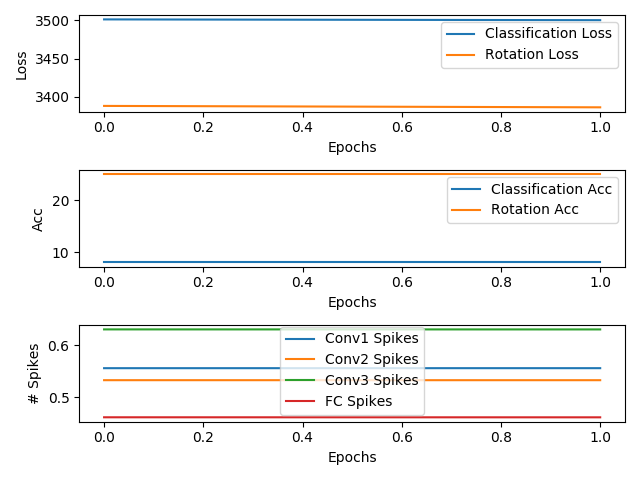 3500
3450
3400
Loss
Classification Loss
Rotation Loss
0.0 0.2 0.4 0.6 0.8 1.0
Epochs
20
10
Acc
Classification Acc
Rotation Acc
0.0 0.2 0.4 0.6 0.8 1.0
Epochs
0.6
0.5
# Spikes
Conv1 Spikes
Conv2 Spikes
Conv3 Spikes
FC Spikes
0.0 0.2 0.4 0.6 0.8 1.0
Epochs